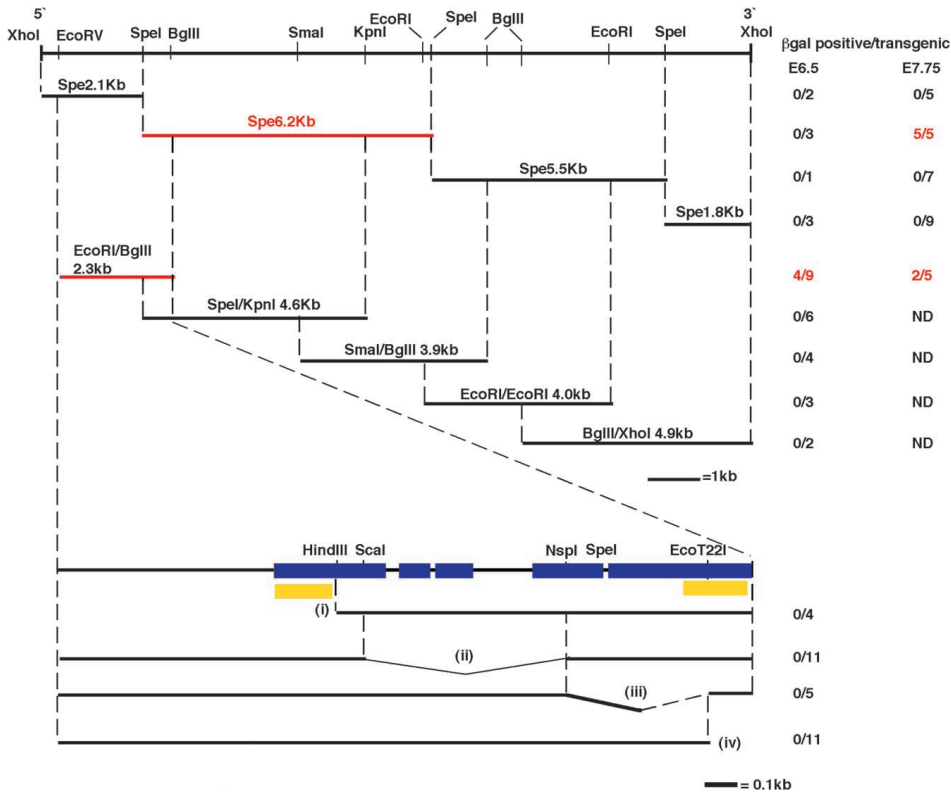 5` 3`
XhoI EcoRV SpeI BglII SmaI KpnI EcoRI SpeI BglII EcoRI SpeI XhoI
βgal positive/transgenic
E6.5 E7.75
Spe2.1Kb 0/2 0/5
Spe6.2Kb 0/3 5/5
Spe5.5Kb 0/1 0/7
Spe1.8Kb 0/3 0/9
EcoRI/BglII
2.3kb 4/9 2/5
SpeI/KpnI 4.6Kb 0/6 ND
SmaI/BglII 3.9kb 0/4 ND
EcoRI/EcoRI 4.0kb 0/3 ND
BglII/XhoI 4.9kb 0/2 ND
=1kb
HindIII ScaI NspI SpeI EcoT22I
(i) 0/4
(ii) 0/11
(iii) 0/5
(iv) 0/11
= 0.1kb